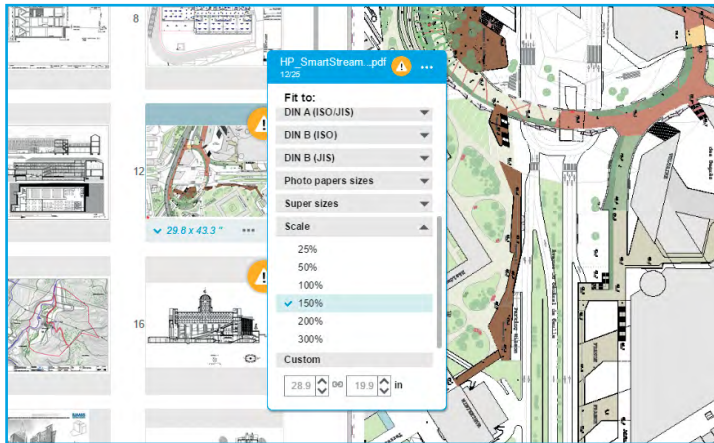 8
12
29.8 x 43.3 "
16
HP_SmartStream...pdf
12/25
Fit to:
DIN A (ISO/JIS)
DIN B (ISO)
DIN B (JIS)
Photo papers sizes
Super sizes
Scale
25%
50%
100%
150%
200%
300%
Custom
28.9 19.9 in